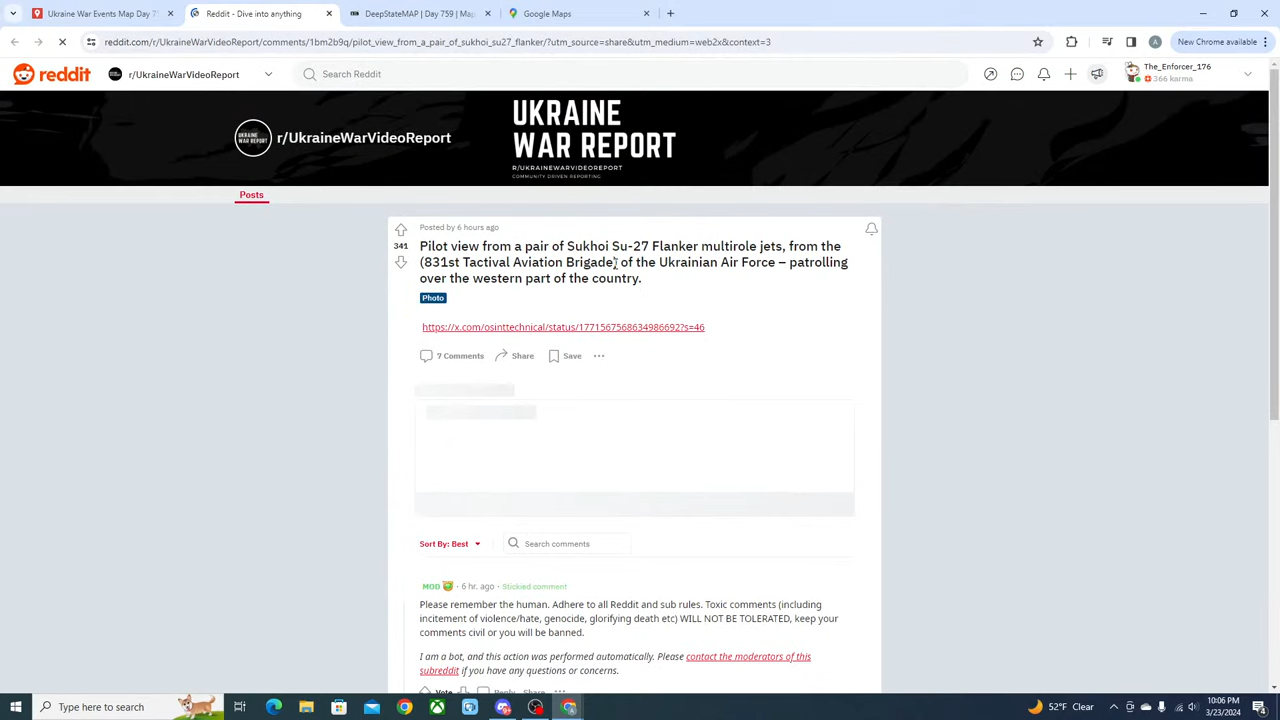 Ukraine War Events Map Day 7
Reddit - Dive into anything
DeepStateMAP | Day 759 | Map
Google Maps
reddit.com/r/UkraineWarVideoReport/comments/1bm2b9q/pilot_view_from_a_pair_of_sukhoi_su27_flanker/?utm_source=share&utm_medium=web2x&context=3
New Chrome available
reddit
r/UkraineWarVideoReport
Search Reddit
The_Enforcer_176
366 karma
UKRAINE
WAR REPORT
r/UkraineWarVideoReport
UKRAINE
WAR REPORT
R/UKRAINEWARVIDEOREPORT
COMMUNITY DRIVEN REPORTING
Posts
Posted by 6 hours ago
341
Pilot view from a pair of Sukhoi Su-27 Flanker multirole jets, from the
(831st Tactival Aviation Brigade) of the Ukrainian Air Force – patrolling
over the western part of the country.
Photo
https://x.com/osinttechnical/status/1771567568634986692?s=46
7 Comments Share Save
Sort By: Best
Search comments
MOD · 6 hr. ago · Stickied comment
Please remember the human. Adhere to all Reddit and sub rules. Toxic comments (including
incitement of violence/hate, genocide, glorifying death etc) WILL NOT BE TOLERATED, keep your
comments civil or you will be banned.
I am a bot, and this action was performed automatically. Please contact the moderators of this
subreddit if you have any questions or concerns.
Vote Reply Share
Type here to search
52°F Clear
10:06 PM
3/23/2024